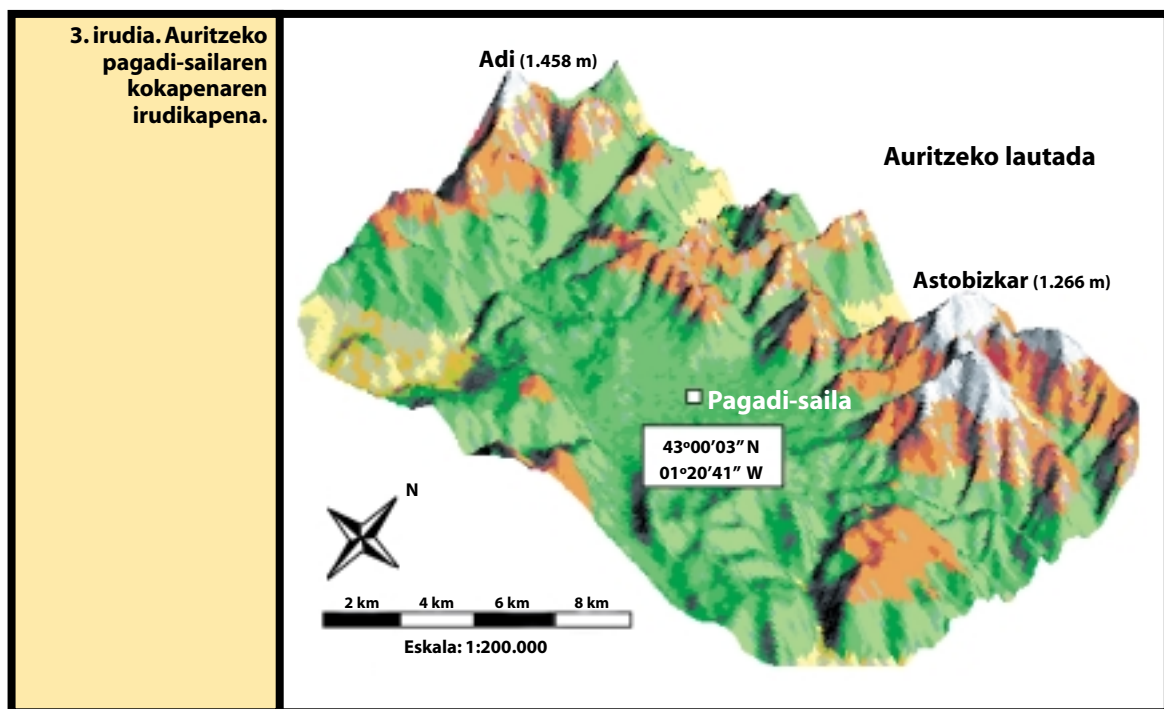 3. irudia. Auritzeko
pagadi-sailaren
kokapenaren
irudikapena.
Adi (1.458 m)
Auritzeko lautada
Astobizkar (1.266 m)
Pagadi-saila
43º00’03” N
01º20’41” W
N
2 km 4 km 6 km 8 km
Eskala: 1:200.000